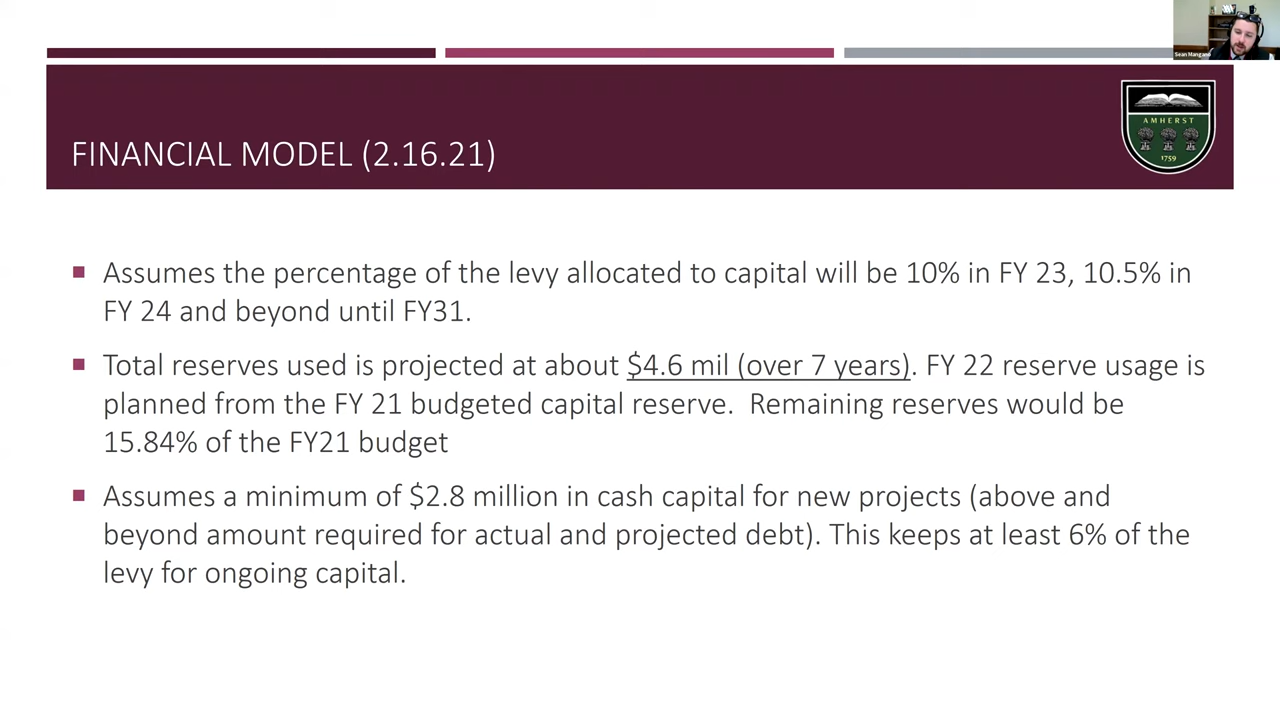 Sean Mangano
FINANCIAL MODEL (2.16.21)
AMHERST
1759
Assumes the percentage of the levy allocated to capital will be 10% in FY 23, 10.5% in
FY 24 and beyond until FY31.
Total reserves used is projected at about $4.6 mil (over 7 years). FY 22 reserve usage is
planned from the FY 21 budgeted capital reserve. Remaining reserves would be
15.84% of the FY21 budget
Assumes a minimum of $2.8 million in cash capital for new projects (above and
beyond amount required for actual and projected debt). This keeps at least 6% of the
levy for ongoing capital.